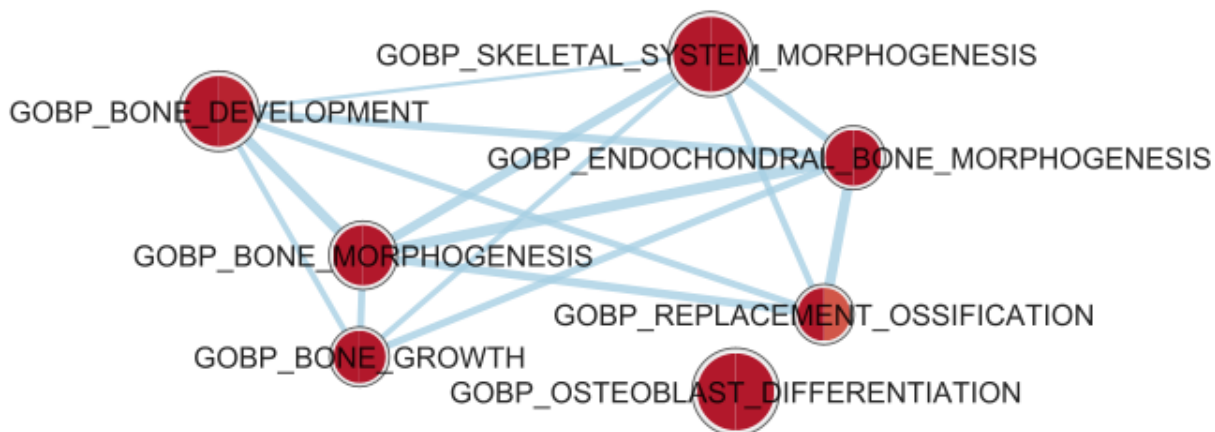 GOBP_SKELETAL_SYSTEM_MORPHOGENESIS
GOBP_BONE_DEVELOPMENT
GOBP_ENDOCHONDRAL_BONE_MORPHOGENESIS
GOBP_BONE_MORPHOGENESIS
GOBP_REPLACEMENT_OSSIFICATION
GOBP_BONE_GROWTH
GOBP_OSTEOBLAST_DIFFERENTIATION